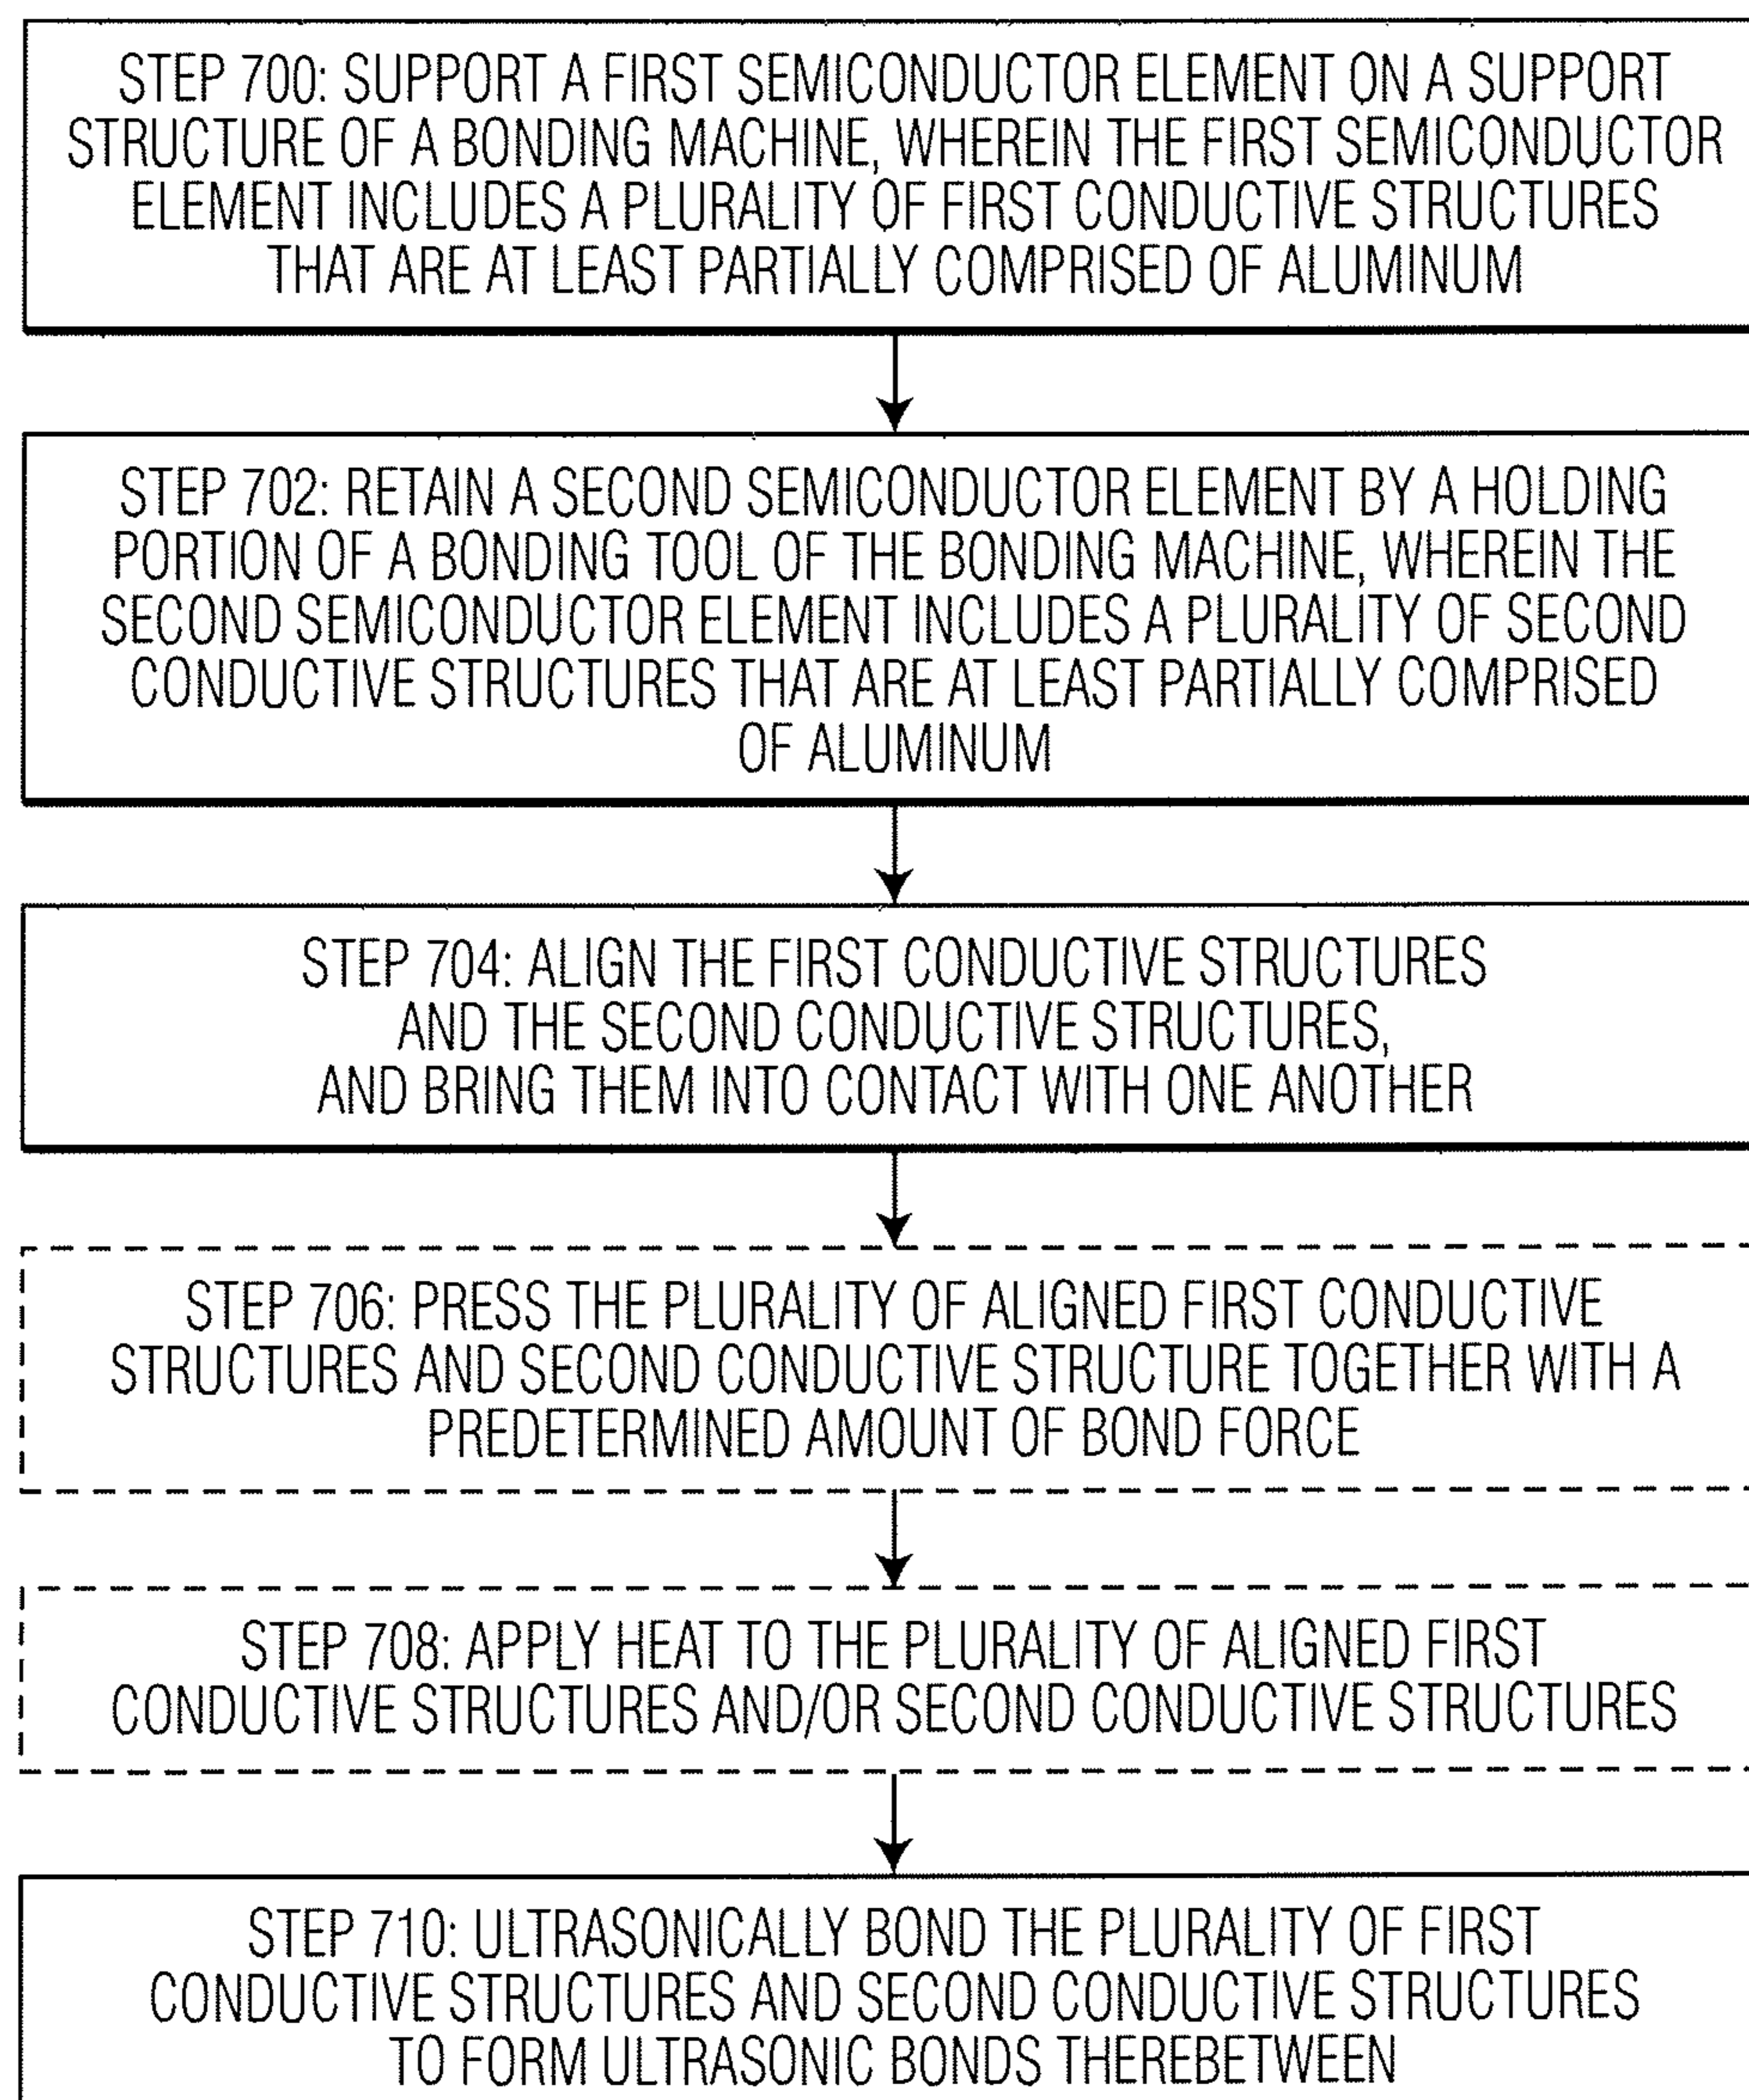 STEP 700: SUPPORT A FIRST SEMICONDUCTOR ELEMENT ON A SUPPORT
STRUCTURE OF A BONDING MACHINE, WHEREIN THE FIRST SEMICONDUCTOR
ELEMENT INCLUDES A PLURALITY OF FIRST CONDUCTIVE STRUCTURES
THAT ARE AT LEAST PARTIALLY COMPRISED OF ALUMINUM
STEP 702: RETAIN A SECOND SEMICONDUCTOR ELEMENT BY A HOLDING
PORTION OF A BONDING TOOL OF THE BONDING MACHINE, WHEREIN THE
SECOND SEMICONDUCTOR ELEMENT INCLUDES A PLURALITY OF SECOND
CONDUCTIVE STRUCTURES THAT ARE AT LEAST PARTIALLY COMPRISED
OF ALUMINUM
STEP 704: ALIGN THE FIRST CONDUCTIVE STRUCTURES
AND THE SECOND CONDUCTIVE STRUCTURES,
AND BRING THEM INTO CONTACT WITH ONE ANOTHER
STEP 706: PRESS THE PLURALITY OF ALIGNED FIRST CONDUCTIVE
STRUCTURES AND SECOND CONDUCTIVE STRUCTURE TOGETHER WITH A
PREDETERMINED AMOUNT OF BOND FORCE
STEP 708: APPLY HEAT TO THE PLURALITY OF ALIGNED FIRST
CONDUCTIVE STRUCTURES AND/OR SECOND CONDUCTIVE STRUCTURES
STEP 710: ULTRASONICALLY BOND THE PLURALITY OF FIRST
CONDUCTIVE STRUCTURES AND SECOND CONDUCTIVE STRUCTURES
TO FORM ULTRASONIC BONDS THEREBETWEEN